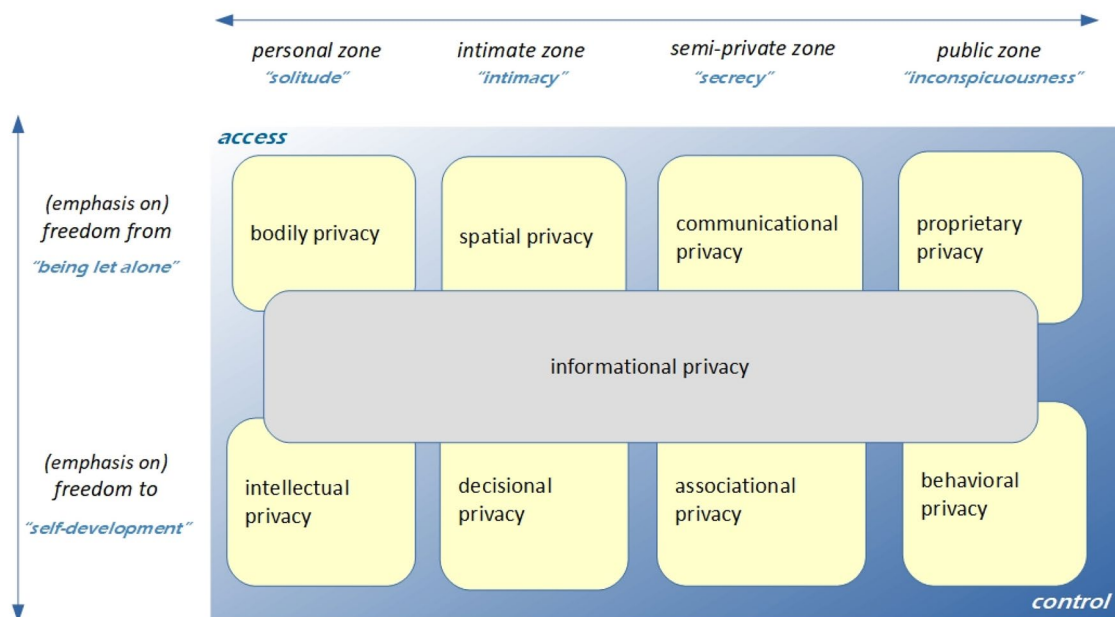 personal zone
"solitude"
intimate zone
"intimacy"
semi-private zone
"secrecy"
public zone
"inconspicuousness"
access
(emphasis on)
freedom from
"being let alone"
bodily privacy
spatial privacy
communicational
privacy
proprietary
privacy
informational privacy
(emphasis on)
freedom to
"self-development"
intellectual
privacy
decisional
privacy
associational
privacy
behavioral
privacy
control